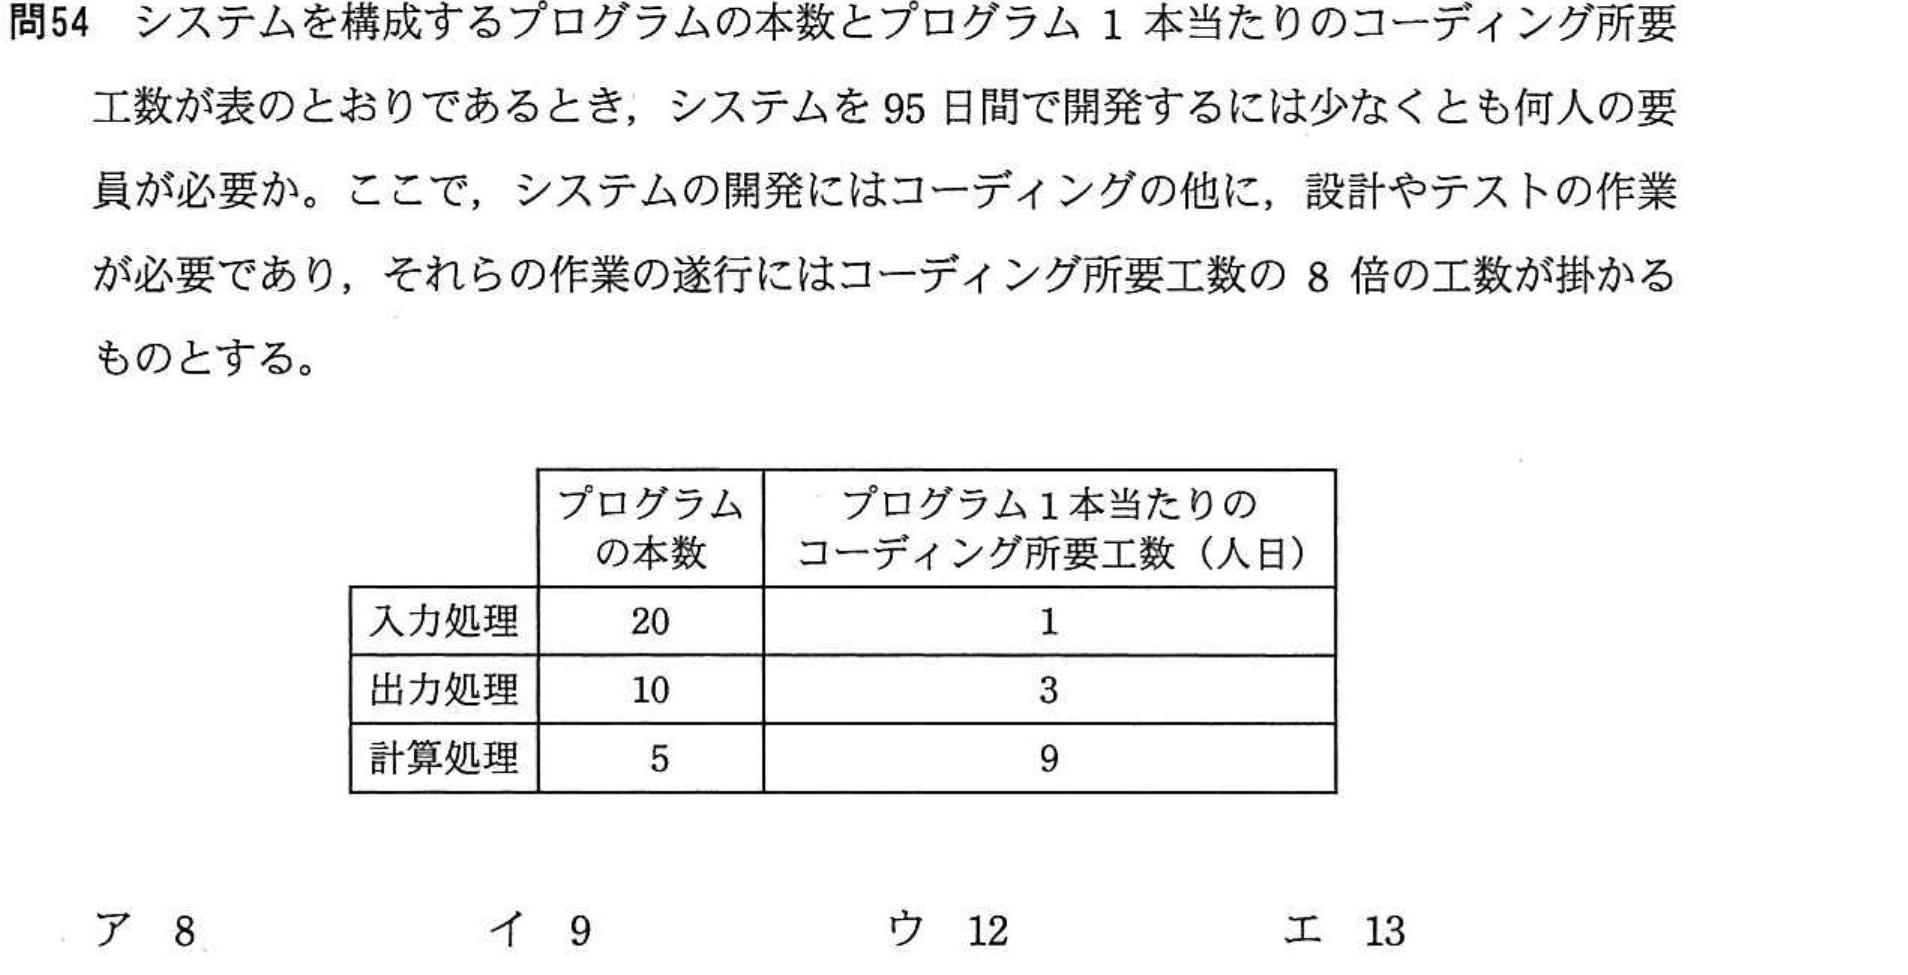 問54 システムを構成するプログラムの本数とプログラム 1 本当たりのコーディング所要
工数が表のとおりであるとき，システムを 95 日間で開発するには少なくとも何人の要
員が必要か。ここで，システムの開発にはコーディングの他に，設計やテストの作業
が必要であり，それらの作業の遂行にはコーディング所要工数の 8 倍の工数が掛かる
ものとする。
プログラム
の本数
プログラム1本当たりの
コーディング所要工数（人日）
入力処理 20 1
出力処理 10 3
計算処理 5 9
ア 8 イ 9 ウ 12 エ 13